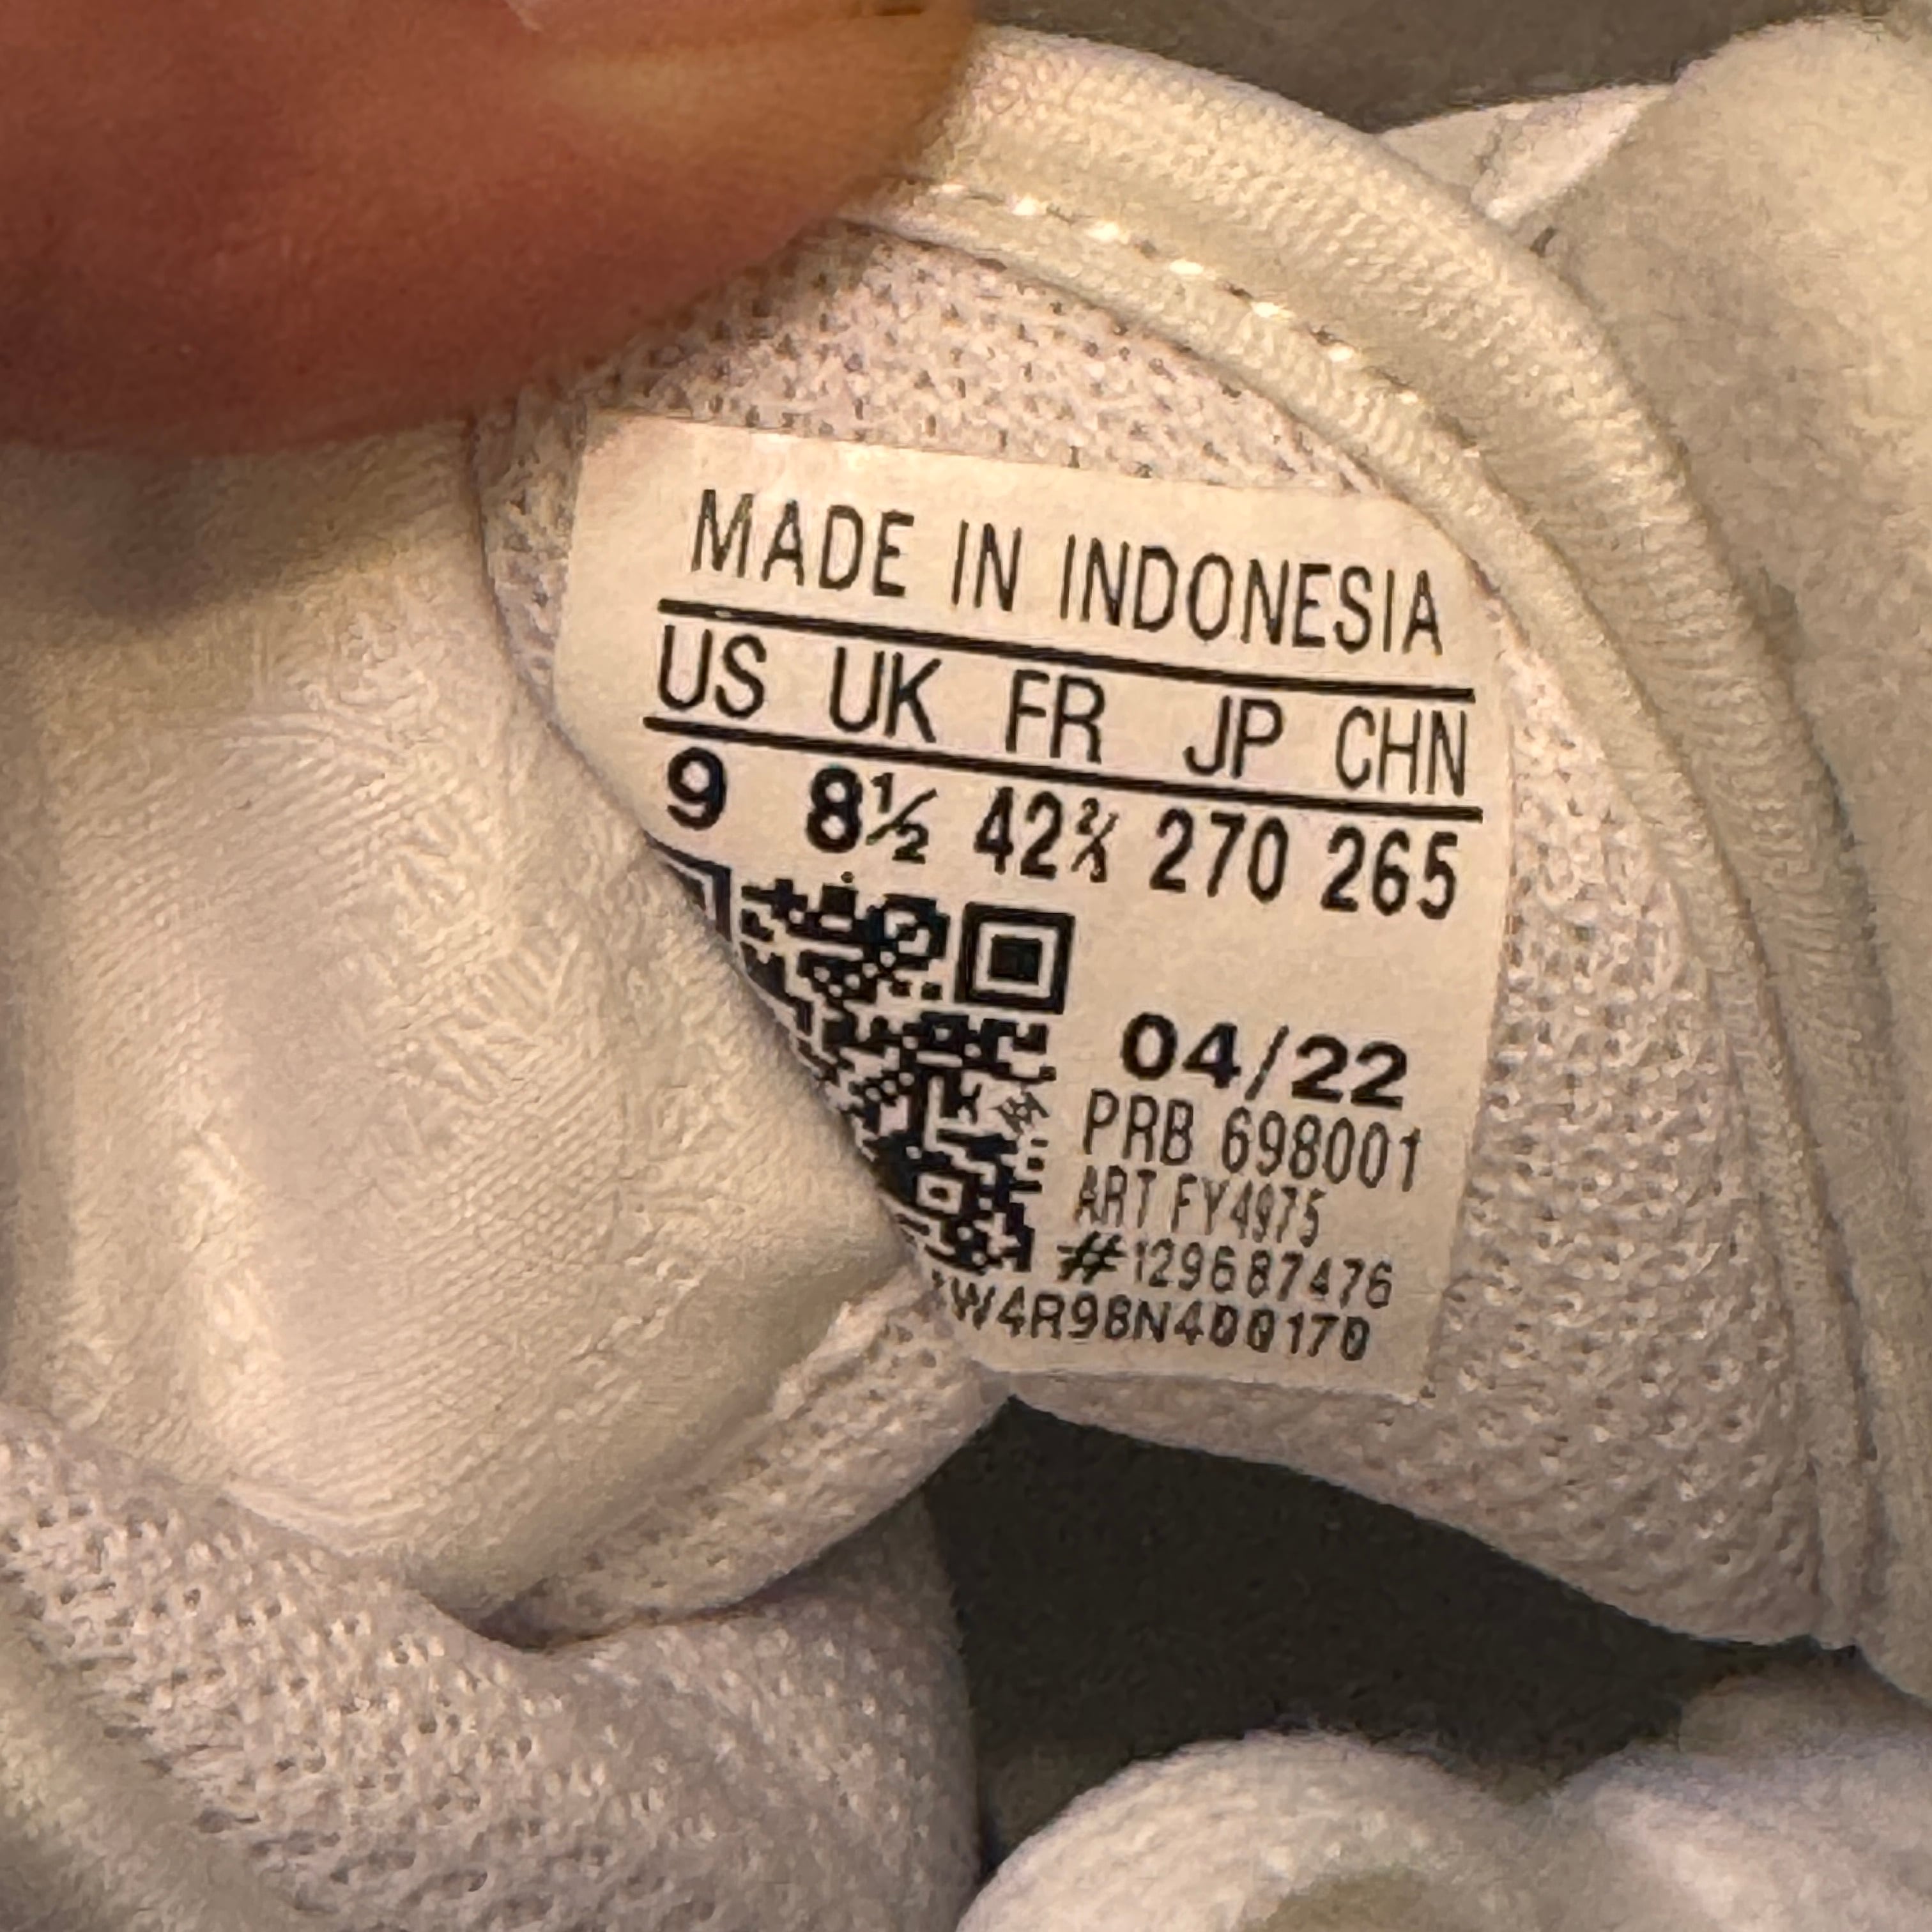 MADE IN INDONESIA
US UK FR JP CHN
9 8½ 42⅔ 270 265
04/22
PRB 698001
ART FY4975
#129687476
W4R98N400170